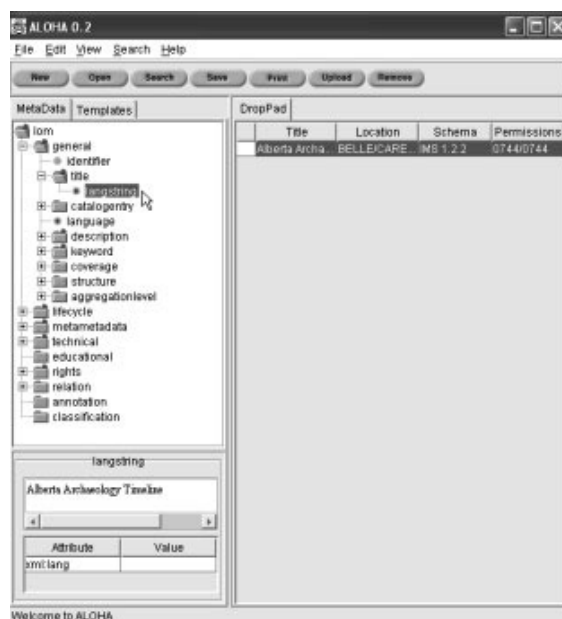 ALOHA 0.2
File Edit View Search Help
New Open Search Save Print Upload Remove
MetaData Templates
lom
general
identifier
title
langstring
catalogentry
language
description
keyword
coverage
structure
aggregationlevel
lifecycle
metametadata
technical
educational
rights
relation
annotation
classification
langstring
Alberta Archaeology Timeline
Attribute Value
xml:lang
DropPad
Title Location Schema Permissions
Alberta Archa... BELLE/CARE... IMS 1.2.2 0744/0744
Welcome to ALOHA